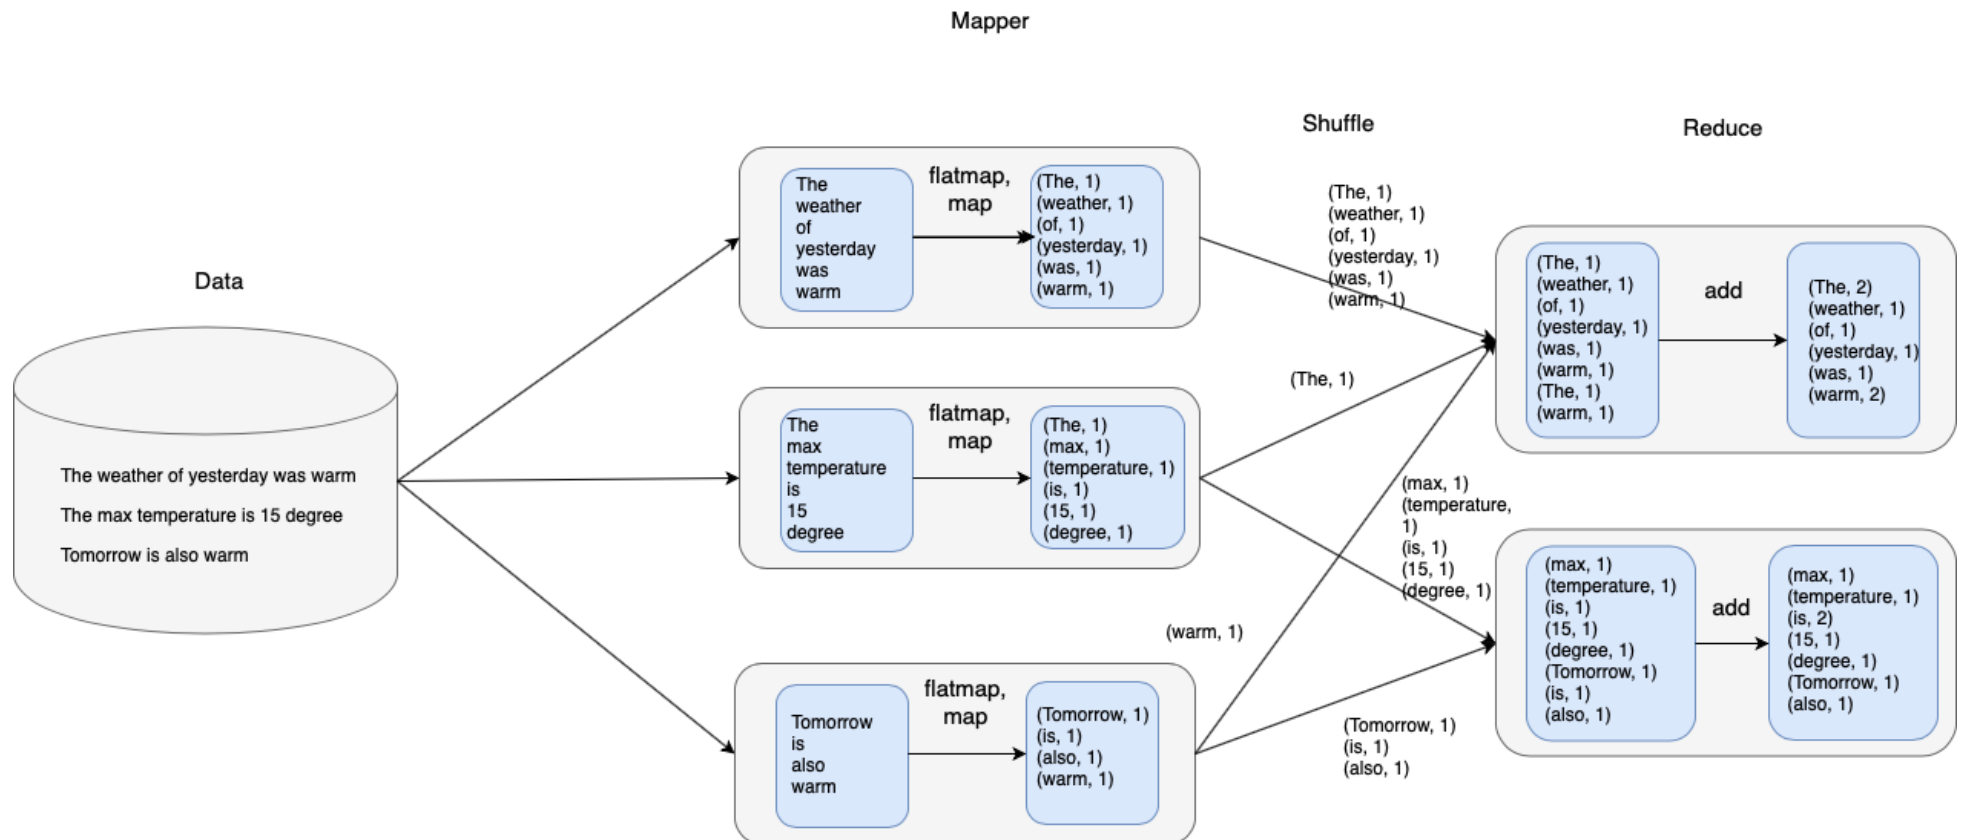 Mapper
Shuffle
Reduce
Data
The weather of yesterday was warm
The max temperature is 15 degree
Tomorrow is also warm
The
weather
of
yesterday
was
warm
flatmap,
map
(The, 1)
(weather, 1)
(of, 1)
(yesterday, 1)
(was, 1)
(warm, 1)
The
max
temperature
is
15
degree
flatmap,
map
(The, 1)
(max, 1)
(temperature, 1)
(is, 1)
(15, 1)
(degree, 1)
Tomorrow
is
also
warm
flatmap,
map
(Tomorrow, 1)
(is, 1)
(also, 1)
(warm, 1)
(The, 1)
(weather, 1)
(of, 1)
(yesterday, 1)
(was, 1)
(warm, 1)
(The, 1)
(max, 1)
(temperature,
1)
(is, 1)
(15, 1)
(degree, 1)
(warm, 1)
(Tomorrow, 1)
(is, 1)
(also, 1)
(The, 1)
(weather, 1)
(of, 1)
(yesterday, 1)
(was, 1)
(warm, 1)
(The, 1)
(warm, 1)
add
(The, 2)
(weather, 1)
(of, 1)
(yesterday, 1)
(was, 1)
(warm, 2)
(max, 1)
(temperature, 1)
(is, 1)
(15, 1)
(degree, 1)
(Tomorrow, 1)
(is, 1)
(also, 1)
add
(max, 1)
(temperature, 1)
(is, 2)
(15, 1)
(degree, 1)
(Tomorrow, 1)
(also, 1)